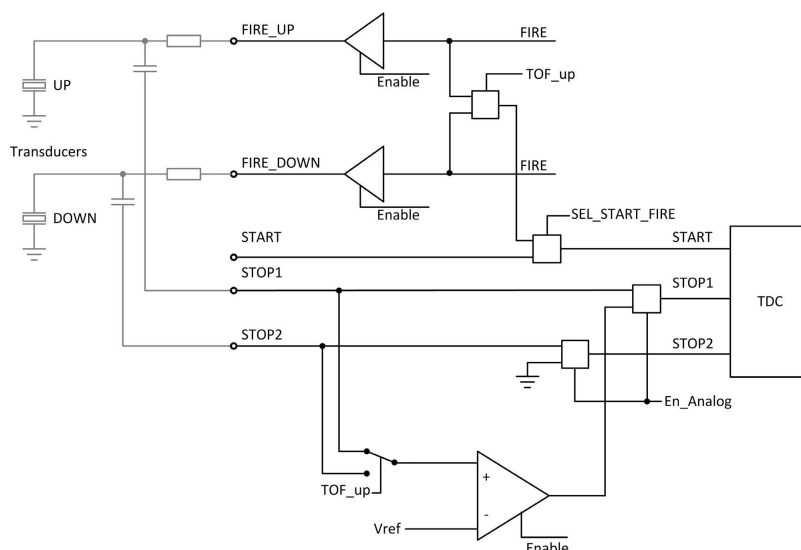 FIRE_UP
FIRE
Enable
UP
TOF_up
Transducers
FIRE_DOWN
FIRE
Enable
DOWN
SEL_START_FIRE
START
START
STOP1
STOP1
TDC
STOP2
STOP2
En_Analog
TOF_up
+
-
Vref
Enable